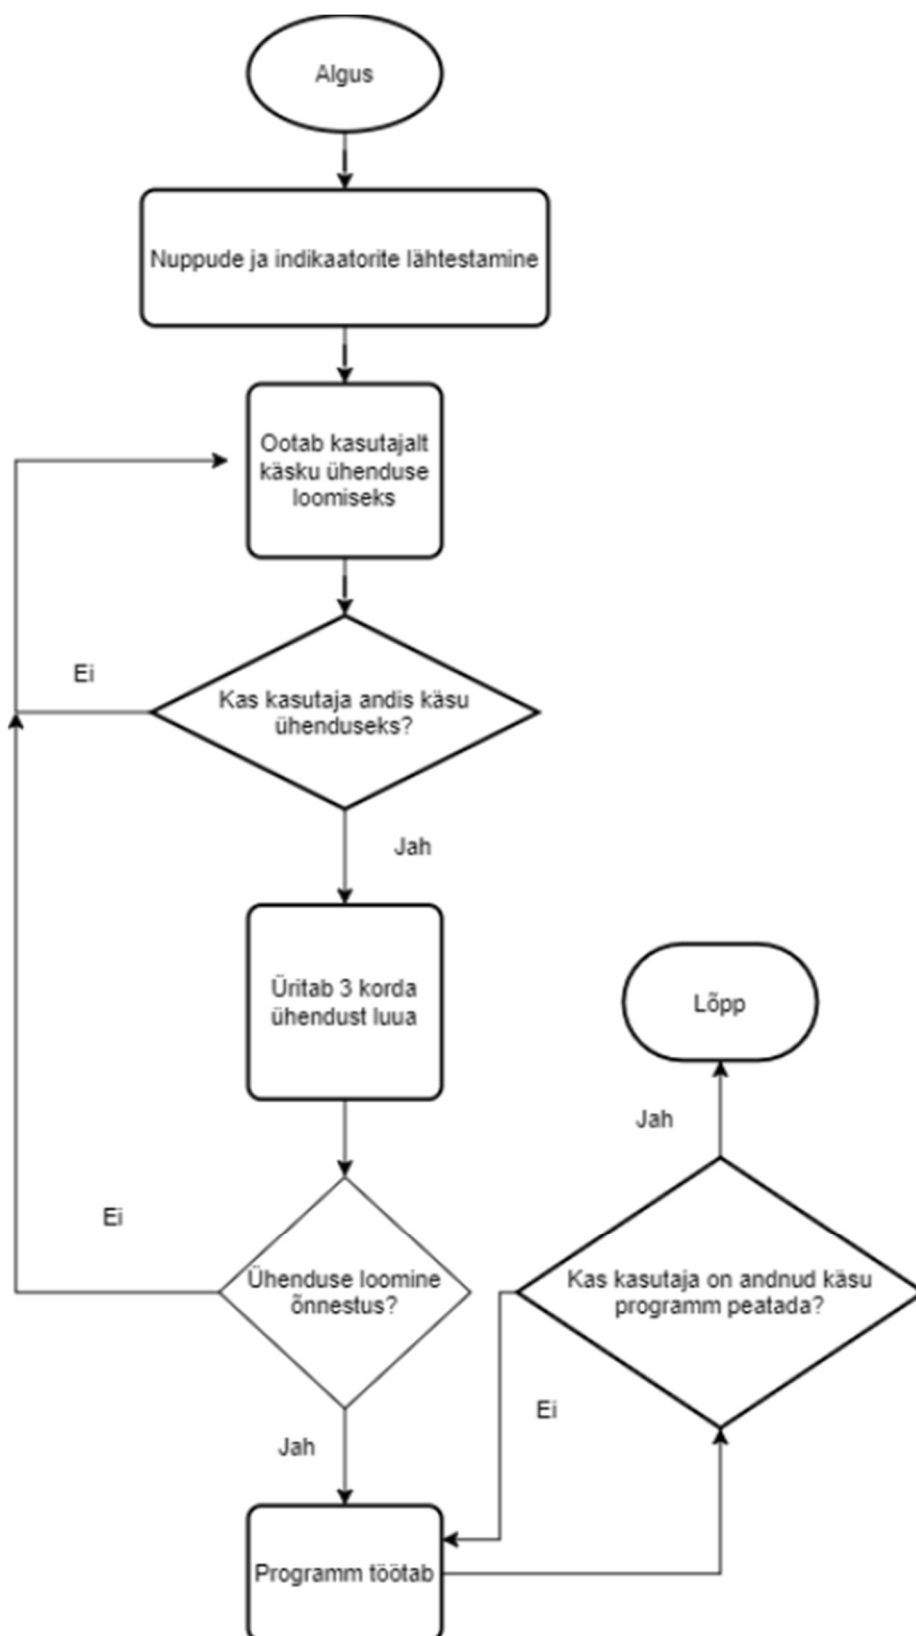 Algus
Nuppude ja indikaatorite lähtestamine
Ootab kasutajalt
käsku ühenduse
loomiseks
Ei
Kas kasutaja andis käsu
ühenduseks?
Jah
Üritab 3 korda
ühendust luua
Lõpp
Jah
Ei
Ühenduse loomine
õnnestus?
Kas kasutaja on andnud käsu
programm peatada?
Ei
Jah
Programm töötab